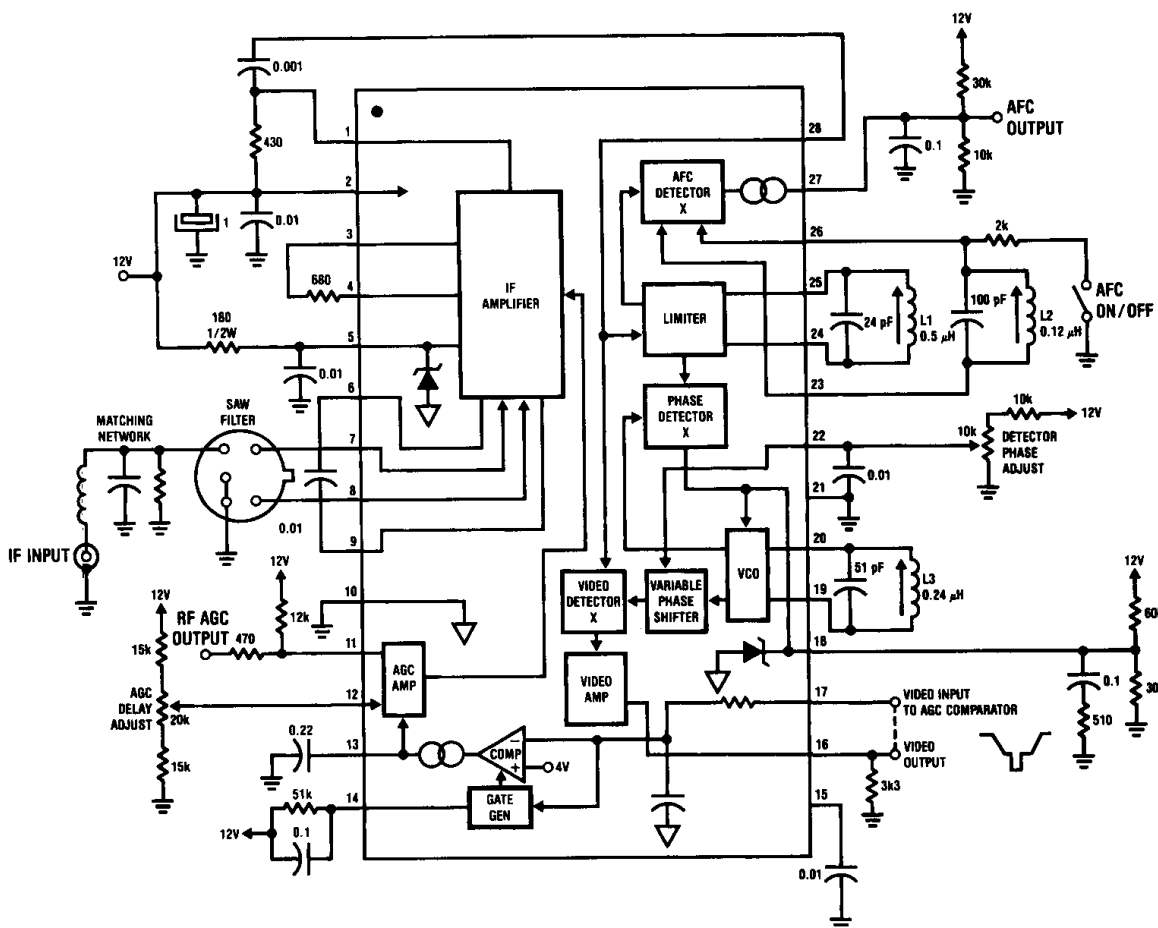 12V
0.001
30k
AFC
OUTPUT
430
0.1
10k
1
28
2
27
AFC
DETECTOR
X
1
0.01
3
26
2k
12V
680
4
IF
AMPLIFIER
25
LIMITER
24 pF
L1
0.5 µH
100 pF
L2
0.12 µH
AFC
ON/OFF
180
1/2W
5
24
0.01
6
23
PHASE
DETECTOR
X
10k
12V
MATCHING
NETWORK
SAW
FILTER
7
22
10k
DETECTOR
PHASE
ADJUST
8
21
0.01
0.01
9
20
IF INPUT
VCO
51 pF
L3
0.24 µH
12V
12V
10
VIDEO
DETECTOR
X
VARIABLE
PHASE
SHIFTER
19
12V
RF AGC
OUTPUT
12k
60
470
11
18
15k
AGC
AMP
VIDEO
AMP
0.1
30
AGC
DELAY
ADJUST
20k
12
17
VIDEO INPUT
TO AGC COMPARATOR
510
0.22
13
COMP
−
+
4V
16
VIDEO
OUTPUT
15k
3k3
51k
14
GATE
GEN
15
12V
0.1
0.01